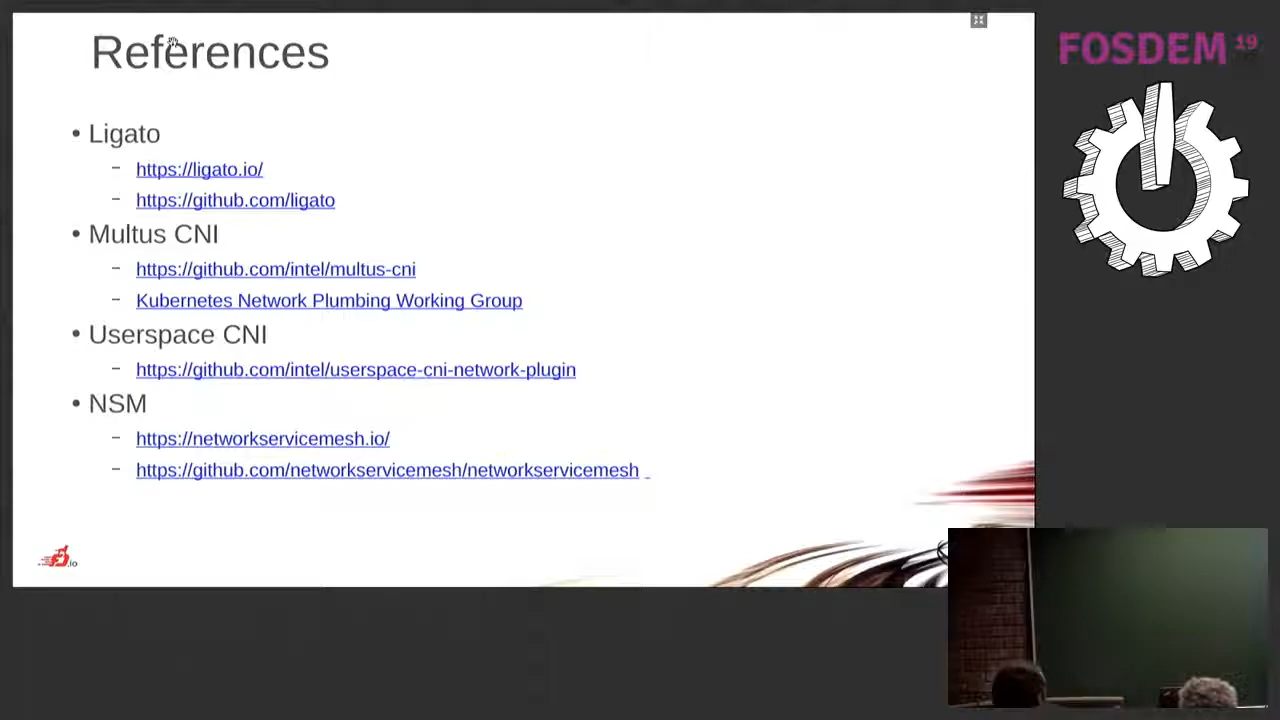 References
FOSDEM 19
• Ligato
– https://ligato.io/
– https://github.com/ligato
• Multus CNI
– https://github.com/intel/multus-cni
– Kubernetes Network Plumbing Working Group
• Userspace CNI
– https://github.com/intel/userspace-cni-network-plugin
• NSM
– https://networkservicemesh.io/
– https://github.com/networkservicemesh/networkservicemesh
.io